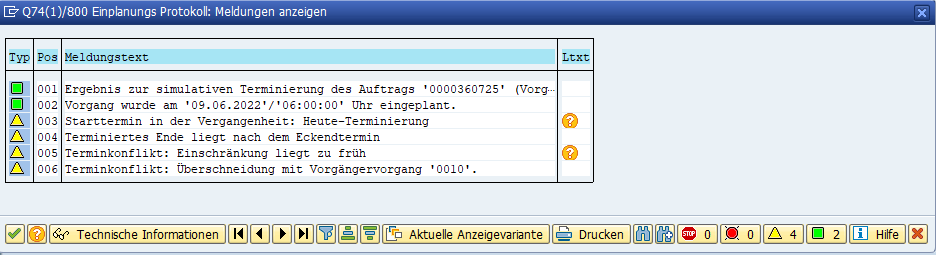 Q74(1)/800 Einplanungs Protokoll: Meldungen anzeigen
Typ Pos Meldungstext Ltxt
001 Ergebnis zur simulativen Terminierung des Auftrags '0000360725' (Vorg…
002 Vorgang wurde am '09.06.2022'/'06:00:00' Uhr eingeplant.
003 Starttermin in der Vergangenheit: Heute-Terminierung ?
004 Terminiertes Ende liegt nach dem Eckendtermin
005 Terminkonflikt: Einschränkung liegt zu früh ?
006 Terminkonflikt: Überschneidung mit Vorgängervorgang '0010'.
? Technische Informationen Aktuelle Anzeigevariante Drucken STOP 0 0 4 2 i Hilfe